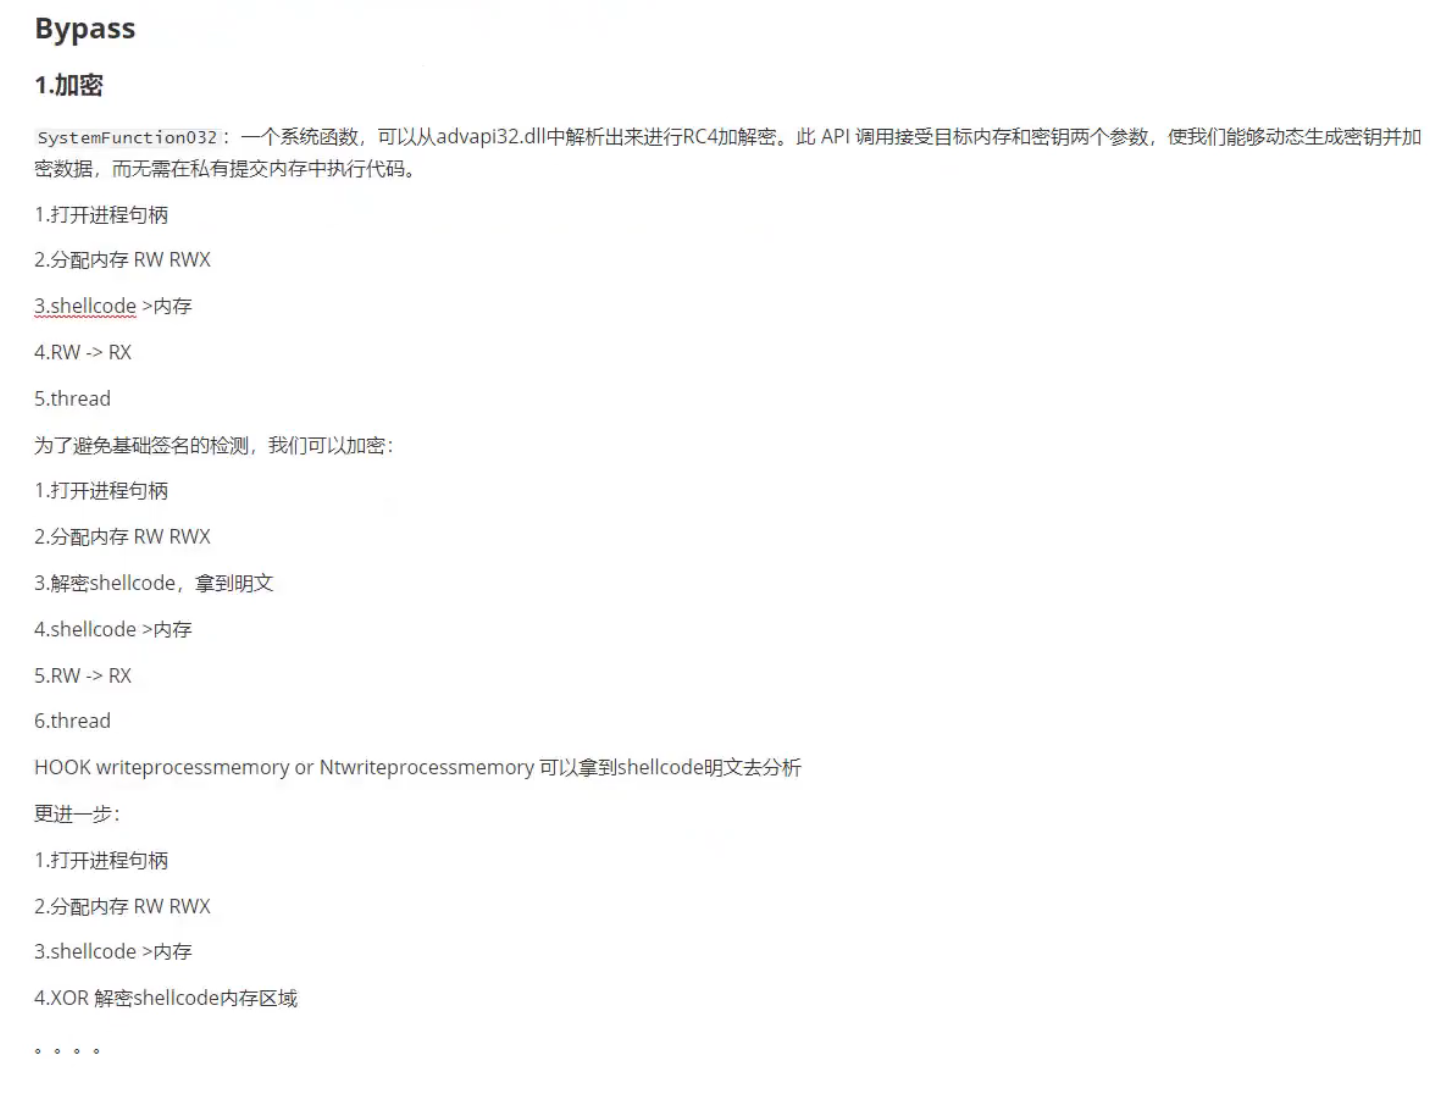 Bypass
1.加密
SystemFunction032：一个系统函数，可以从advapi32.dll中解析出来进行RC4加解密。此 API 调用接受目标内存和密钥两个参数，使我们能够动态生成密钥并加
密数据，而无需在私有提交内存中执行代码。
1.打开进程句柄
2.分配内存 RW RWX
3.shellcode >内存
4.RW -> RX
5.thread
为了避免基础签名的检测，我们可以加密：
1.打开进程句柄
2.分配内存 RW RWX
3.解密shellcode，拿到明文
4.shellcode >内存
5.RW -> RX
6.thread
HOOK writeprocessmemory or Ntwriteprocessmemory 可以拿到shellcode明文去分析
更进一步：
1.打开进程句柄
2.分配内存 RW RWX
3.shellcode >内存
4.XOR 解密shellcode内存区域
。。。。